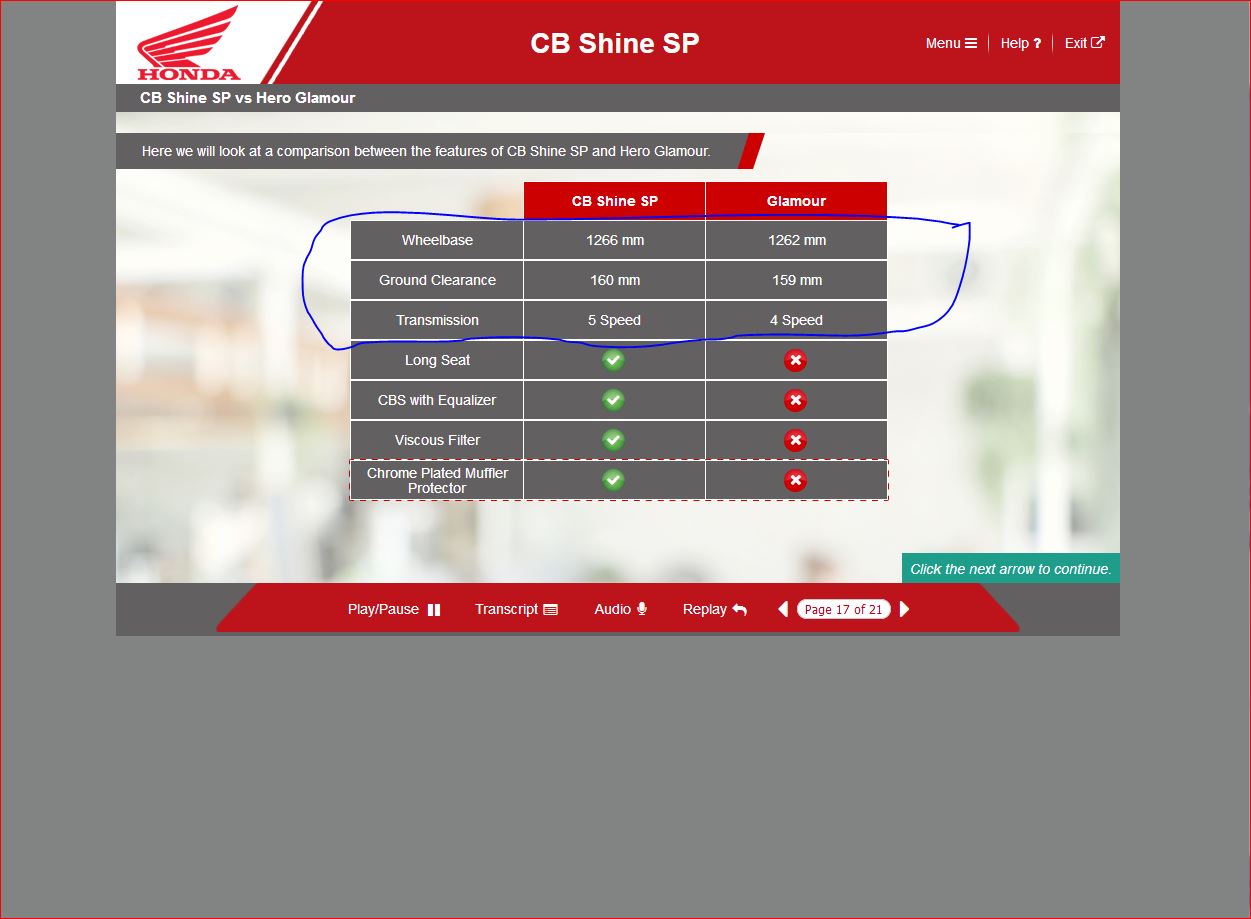 HONDA
CB Shine SP
Menu Help ? Exit
CB Shine SP vs Hero Glamour
Here we will look at a comparison between the features of CB Shine SP and Hero Glamour.
CB Shine SP Glamour
Wheelbase 1266 mm 1262 mm
Ground Clearance 160 mm 159 mm
Transmission 5 Speed 4 Speed
Long Seat
CBS with Equalizer
Viscous Filter
Chrome Plated Muffler
Protector
Click the next arrow to continue.
Play/Pause Transcript Audio Replay Page 17 of 21